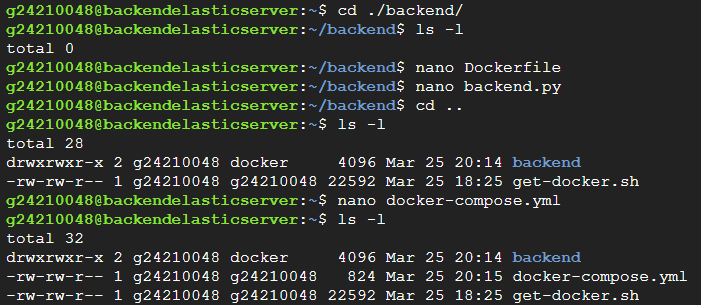 g24210048@backendelasticserver:~$ cd ./backend/
g24210048@backendelasticserver:~/backend$ ls -l
total 0
g24210048@backendelasticserver:~/backend$ nano Dockerfile
g24210048@backendelasticserver:~/backend$ nano backend.py
g24210048@backendelasticserver:~/backend$ cd ..
g24210048@backendelasticserver:~$ ls -l
total 28
drwxrwxr-x 2 g24210048 docker     4096 Mar 25 20:14 backend
-rw-rw-r-- 1 g24210048 g24210048 22592 Mar 25 18:25 get-docker.sh
g24210048@backendelasticserver:~$ nano docker-compose.yml
g24210048@backendelasticserver:~$ ls -l
total 32
drwxrwxr-x 2 g24210048 docker     4096 Mar 25 20:14 backend
-rw-rw-r-- 1 g24210048 g24210048   824 Mar 25 20:15 docker-compose.yml
-rw-rw-r-- 1 g24210048 g24210048 22592 Mar 25 18:25 get-docker.sh